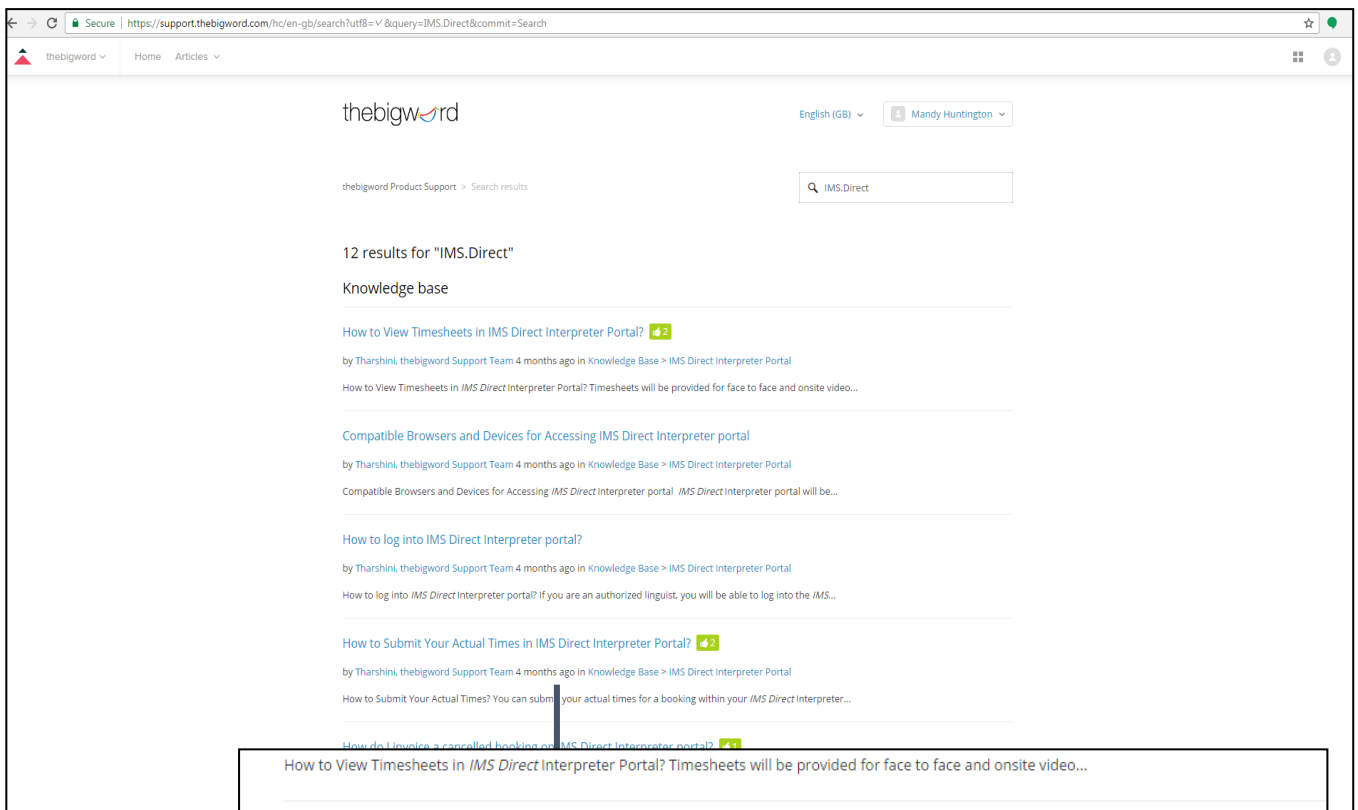 Secure https://support.thebigword.com/hc/en-gb/search?utf8=✓&query=IMS.Direct&commit=Search
thebigword Home Articles
thebigword English (GB) Mandy Huntington
thebigword Product Support > Search results IMS.Direct
12 results for "IMS.Direct"
Knowledge base
How to View Timesheets in IMS Direct Interpreter Portal? 2
by Tharshini, thebigword Support Team 4 months ago in Knowledge Base > IMS Direct Interpreter Portal
How to View Timesheets in IMS Direct Interpreter Portal? Timesheets will be provided for face to face and onsite video...
Compatible Browsers and Devices for Accessing IMS Direct Interpreter portal
by Tharshini, thebigword Support Team 4 months ago in Knowledge Base > IMS Direct Interpreter Portal
Compatible Browsers and Devices for Accessing IMS Direct Interpreter portal IMS Direct Interpreter portal will be...
How to log into IMS Direct Interpreter portal?
by Tharshini, thebigword Support Team 4 months ago in Knowledge Base > IMS Direct Interpreter Portal
How to log into IMS Direct Interpreter portal? If you are an authorized linguist, you will be able to log into the IMS...
How to Submit Your Actual Times in IMS Direct Interpreter Portal? 2
by Tharshini, thebigword Support Team 4 months ago in Knowledge Base > IMS Direct Interpreter Portal
How to Submit Your Actual Times? You can submit your actual times for a booking within your IMS Direct Interpreter...
How do I invoice a cancelled booking on IMS Direct Interpreter portal? 1
How to View Timesheets in IMS Direct Interpreter Portal? Timesheets will be provided for face to face and onsite video...